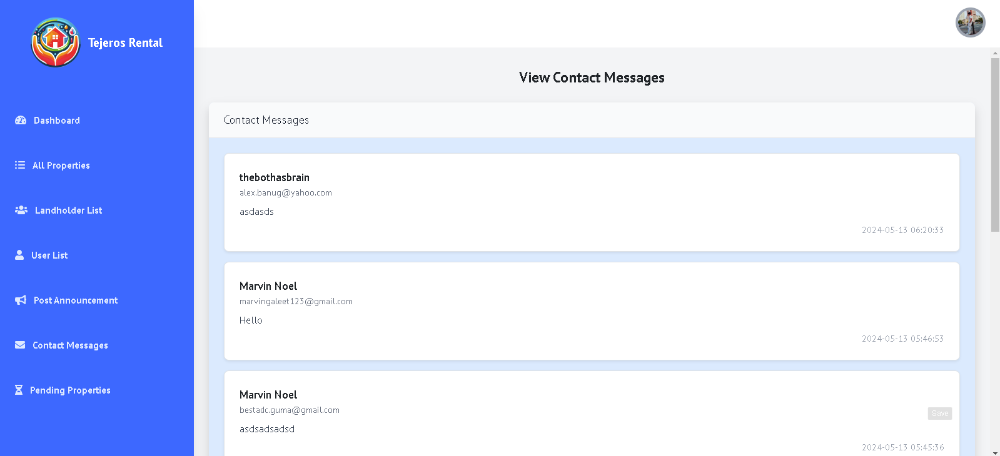 Tejeros Rental
Dashboard
All Properties
Landholder List
User List
Post Announcement
Contact Messages
Pending Properties
View Contact Messages
Contact Messages
thebothasbrain
alex.banug@yahoo.com
asdasds
2024-05-13 06:20:33
Marvin Noel
marvingaleet123@gmail.com
Hello
2024-05-13 05:46:53
Marvin Noel
bestadc.guma@gmail.com
Save
asdsadsadsd
2024-05-13 05:45:36